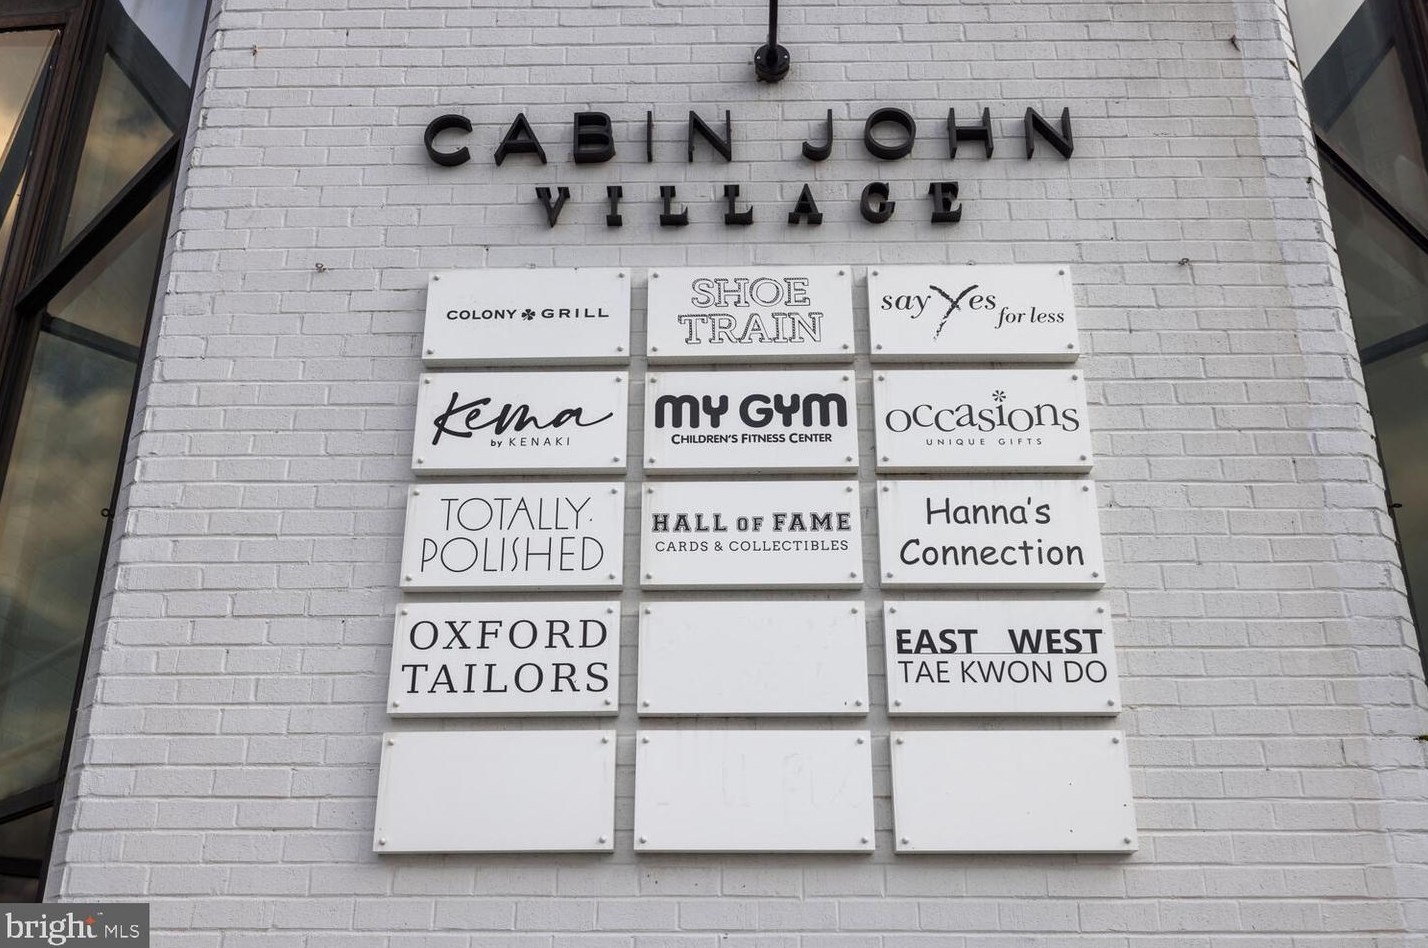 CABIN JOHN
VILLAGE
COLONY GRILL
SHOE
TRAIN
say Yes
for less
Kema
by KENAKI
MY GYM
CHILDREN'S FITNESS CENTER
occasions
UNIQUE GIFTS
TOTALLY
POLISHED
HALL OF FAME
CARDS & COLLECTIBLES
Hanna's
Connection
OXFORD
TAILORS
EAST WEST
TAE KWON DO
bright MLS